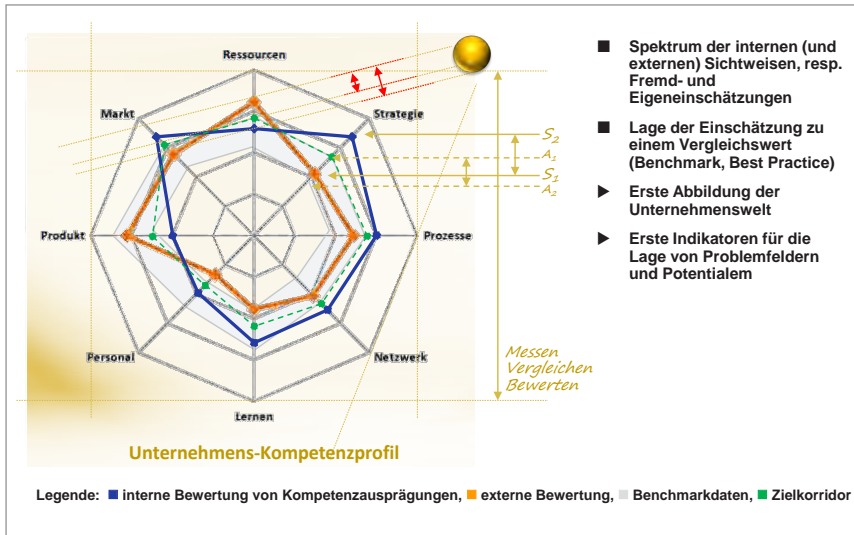 Ressourcen
Markt
Strategie
Produkt
Prozesse
Personal
Netzwerk
Lernen
S2
A1
S1
A2
Messen
Vergleichen
Bewerten
Unternehmens-Kompetenzprofil
■ Spektrum der internen (und
externen) Sichtweisen, resp.
Fremd- und
Eigeneinschätzungen
■ Lage der Einschätzung zu
einem Vergleichswert
(Benchmark, Best Practice)
► Erste Abbildung der
Unternehmenswelt
► Erste Indikatoren für die
Lage von Problemfeldern
und Potentialem
Legende: ■ interne Bewertung von Kompetenzausprägungen, ■ externe Bewertung, ■ Benchmarkdaten, ■ Zielkorridor